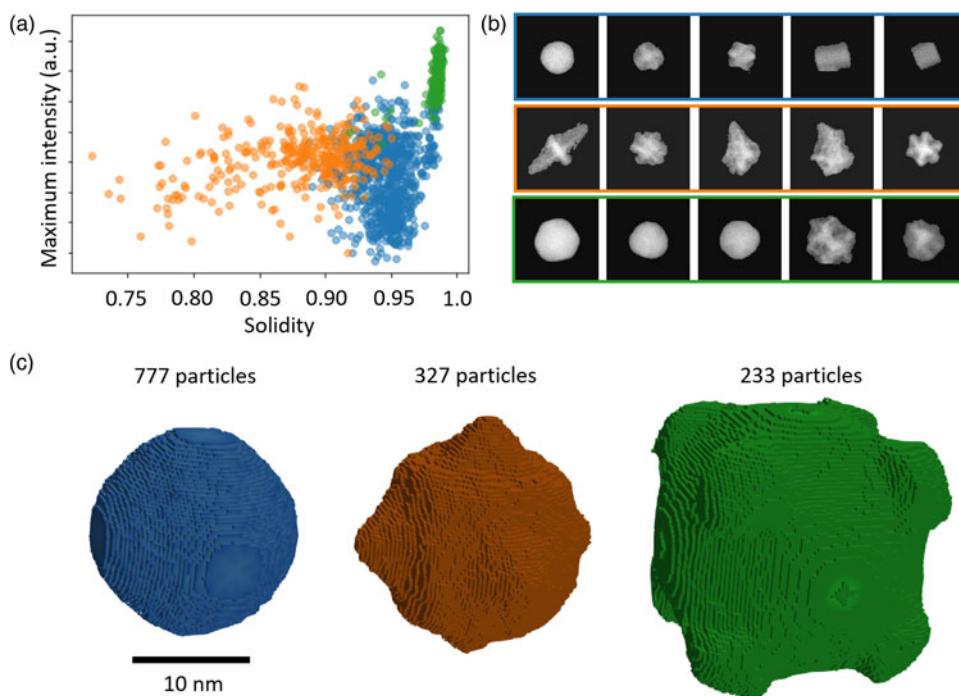 (a)
Maximum intensity (a.u.)
0.75 0.80 0.85 0.90 0.95 1.0
Solidity
(b)
(c)
777 particles 327 particles 233 particles
10 nm